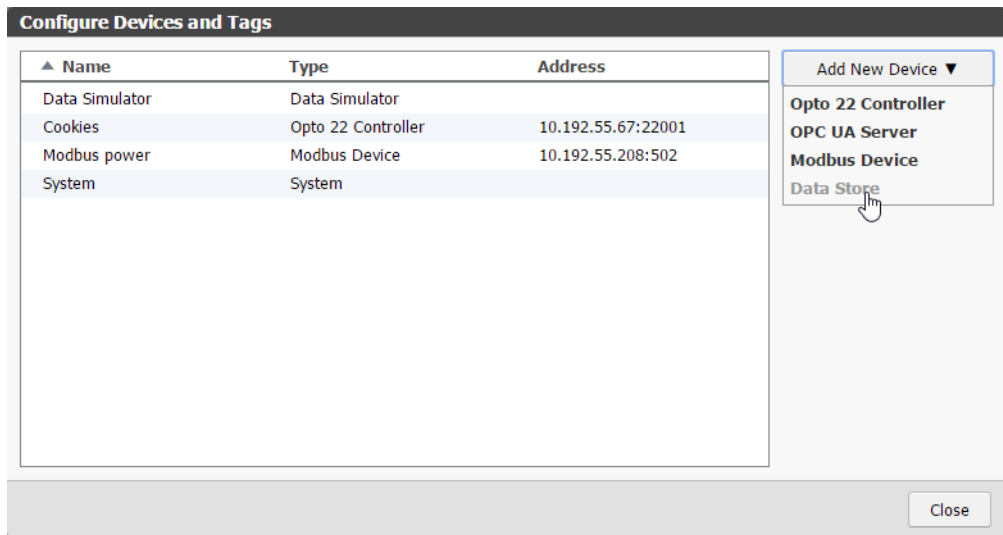 Configure Devices and Tags
▲ Name Type Address
Add New Device ▼
Data Simulator Data Simulator
Opto 22 Controller
Cookies Opto 22 Controller 10.192.55.67:22001
OPC UA Server
Modbus power Modbus Device 10.192.55.208:502
Modbus Device
System System
Data Store
Close